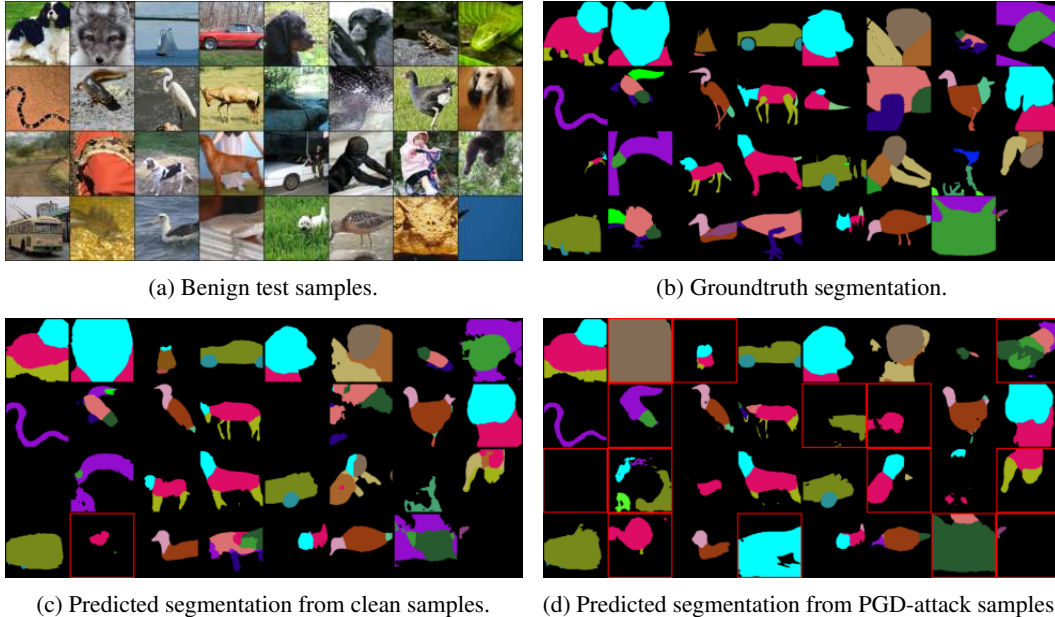 (a) Benign test samples.
(b) Groundtruth segmentation.
(c) Predicted segmentation from clean samples.
(d) Predicted segmentation from PGD-attack samples